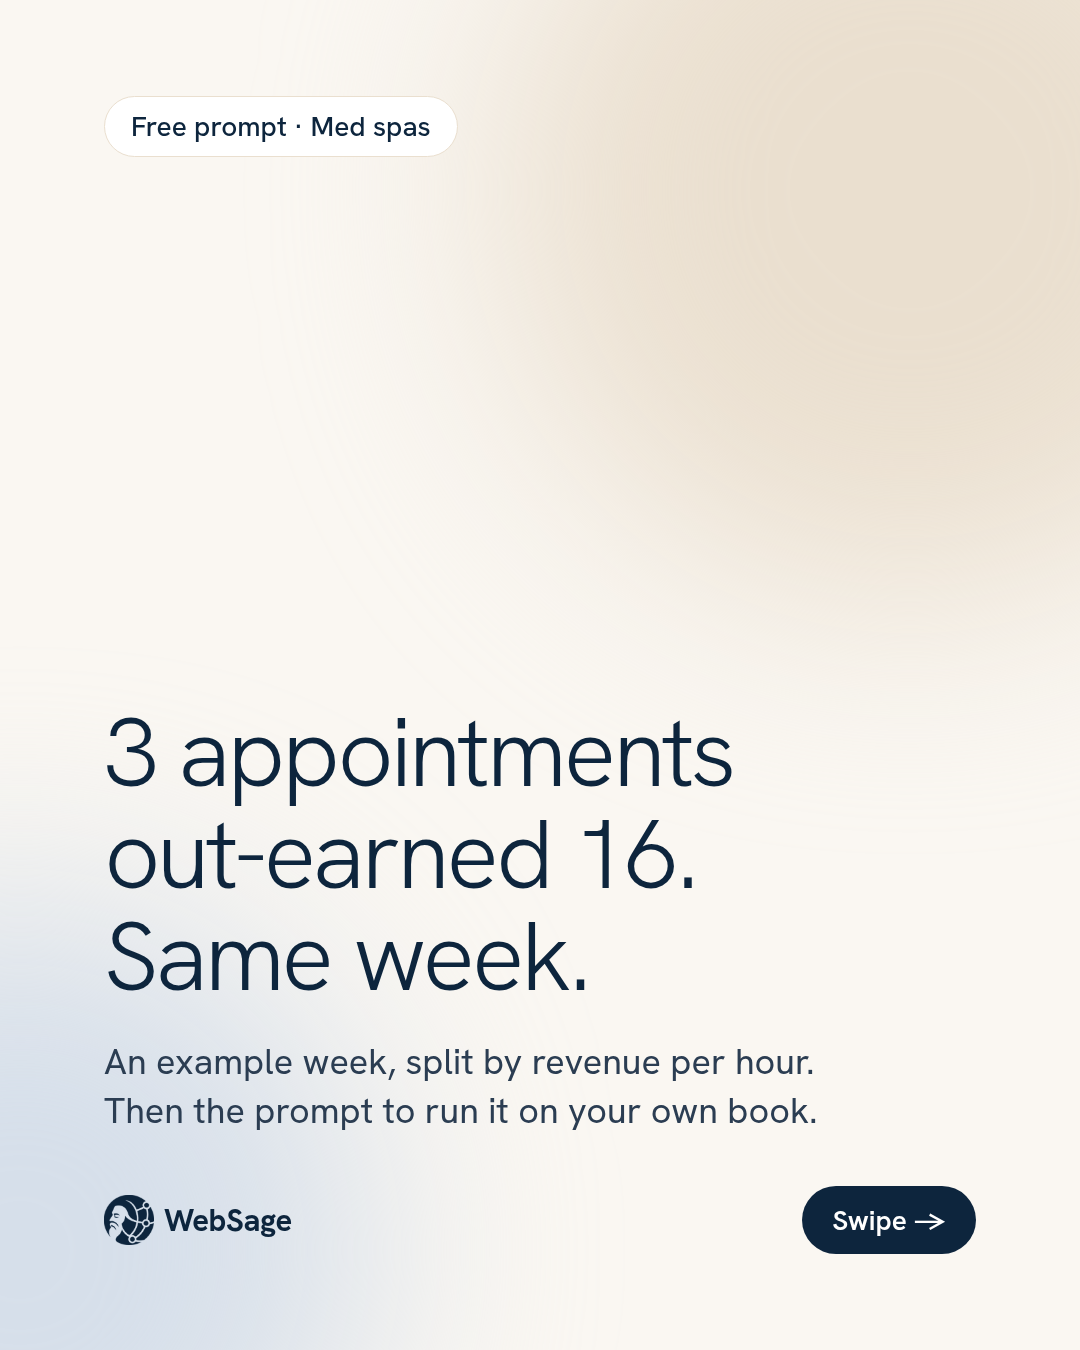 Free prompt · Med spas
3 appointments
out-earned 16.
Same week.
An example week, split by revenue per hour.
Then the prompt to run it on your own book.
WebSage
Swipe →